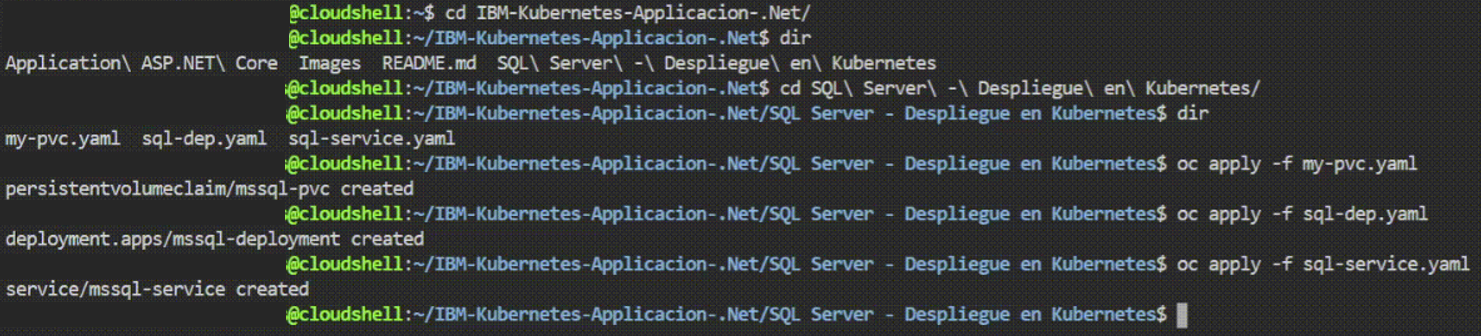 @cloudshell:~$ cd IBM-Kubernetes-Applicacion-.Net/
@cloudshell:~/IBM-Kubernetes-Applicacion-.Net$ dir
Application\ ASP.NET\ Core  Images  README.md  SQL\ Server\ -\ Despliegue\ en\ Kubernetes
s@cloudshell:~/IBM-Kubernetes-Applicacion-.Net$ cd SQL\ Server\ -\ Despliegue\ en\ Kubernetes/
@cloudshell:~/IBM-Kubernetes-Applicacion-.Net/SQL Server - Despliegue en Kubernetes$ dir
my-pvc.yaml  sql-dep.yaml  sql-service.yaml
@cloudshell:~/IBM-Kubernetes-Applicacion-.Net/SQL Server - Despliegue en Kubernetes$ oc apply -f my-pvc.yaml
persistentvolumeclaim/mssql-pvc created
@cloudshell:~/IBM-Kubernetes-Applicacion-.Net/SQL Server - Despliegue en Kubernetes$ oc apply -f sql-dep.yaml
deployment.apps/mssql-deployment created
@cloudshell:~/IBM-Kubernetes-Applicacion-.Net/SQL Server - Despliegue en Kubernetes$ oc apply -f sql-service.yaml
service/mssql-service created
@cloudshell:~/IBM-Kubernetes-Applicacion-.Net/SQL Server - Despliegue en Kubernetes$